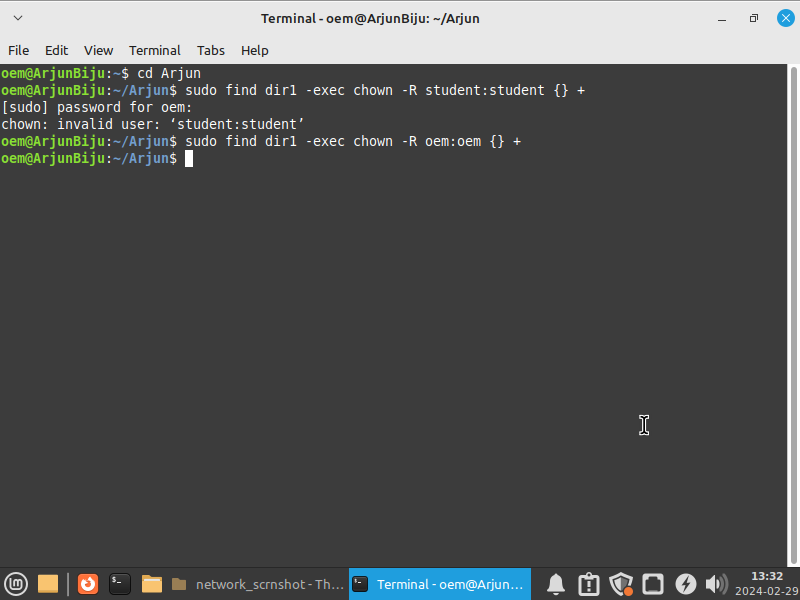 Terminal - oem@ArjunBiju: ~/Arjun
File Edit View Terminal Tabs Help
oem@ArjunBiju:~$ cd Arjun
oem@ArjunBiju:~/Arjun$ sudo find dir1 -exec chown -R student:student {} +
[sudo] password for oem:
chown: invalid user: ‘student:student’
oem@ArjunBiju:~/Arjun$ sudo find dir1 -exec chown -R oem:oem {} +
oem@ArjunBiju:~/Arjun$
network_scrnshot - Th...
Terminal - oem@Arjun...
13:32
2024-02-29